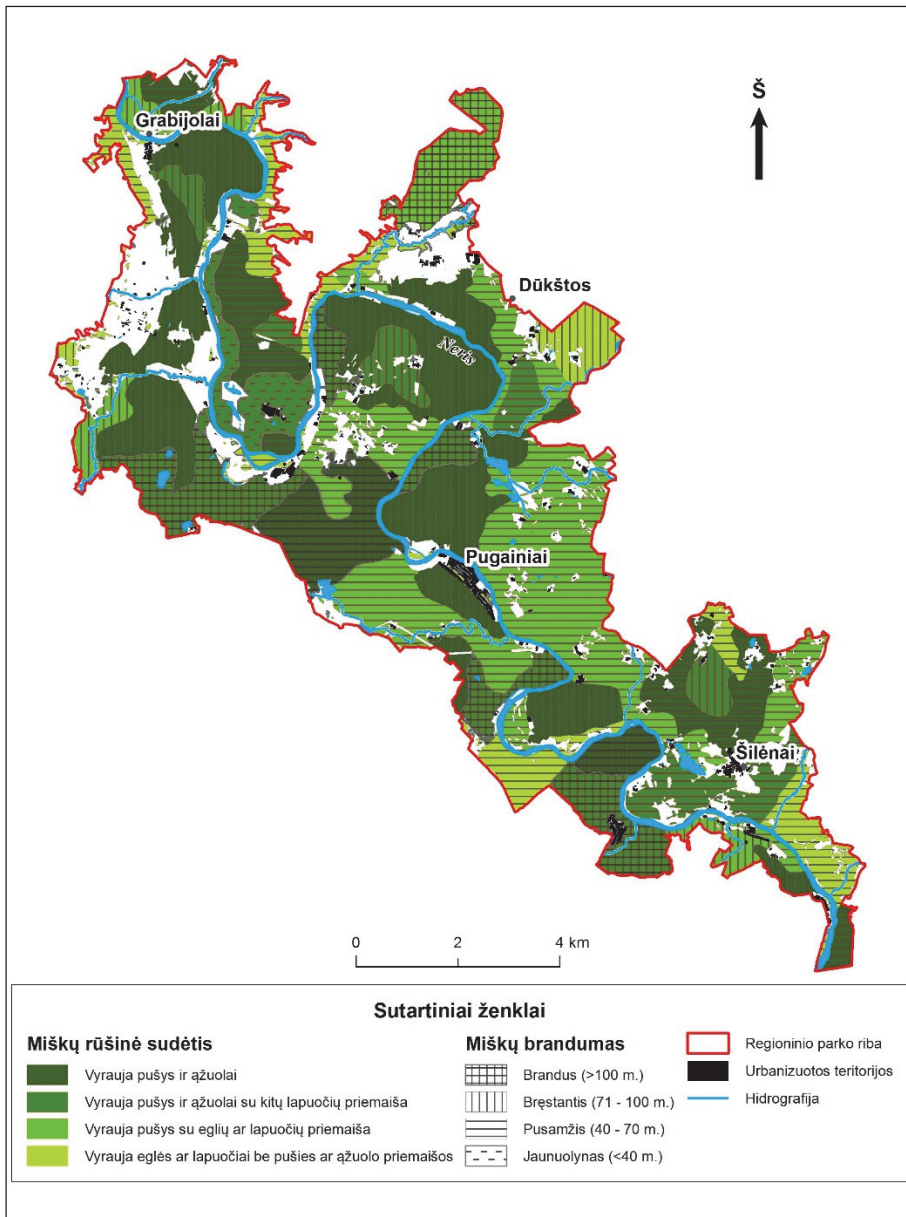 Š
Grabijolai
Dūkštos
Neris
Pugainiai
Šilėnai
0 2 4 km
Sutartiniai ženklai
Miškų rūšinė sudėtis
Vyrauja pušys ir ąžuolai
Vyrauja pušys ir ąžuolai su kitų lapuočių priemaiša
Vyrauja pušys su eglių ar lapuočių priemaiša
Vyrauja eglės ar lapuočiai be pušies ar ąžuolo priemaišos
Miškų brandumas
Brandus (>100 m.)
Bręstantis (71 - 100 m.)
Pusamžis (40 - 70 m.)
Jaunuolynas (<40 m.)
Regioninio parko riba
Urbanizuotos teritorijos
Hidrografija